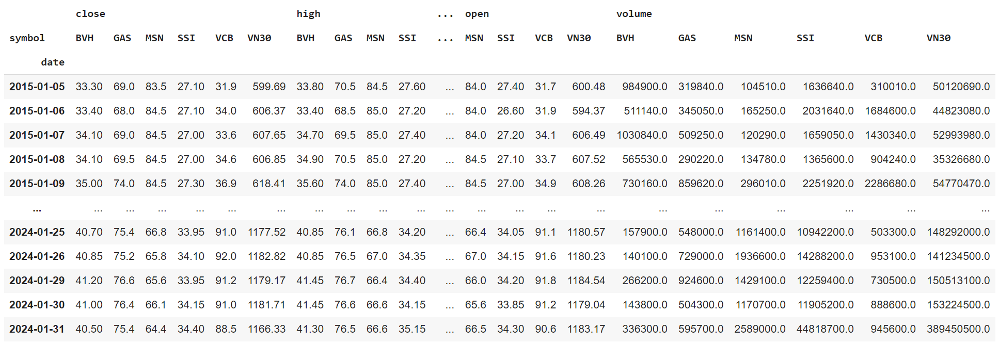 close high ... open volume
symbol BVH GAS MSN SSI VCB VN30 BVH GAS MSN SSI ... MSN SSI VCB VN30 BVH GAS MSN SSI VCB VN30
date
2015-01-05 33.30 69.0 83.5 27.10 31.9 599.69 33.80 70.5 84.5 27.60 ... 84.0 27.40 31.7 600.48 984900.0 319840.0 104510.0 1636640.0 310010.0 50120690.0
2015-01-06 33.40 68.0 84.5 27.10 34.0 606.37 33.40 68.5 85.0 27.20 ... 84.0 26.60 31.9 594.37 511140.0 345050.0 165250.0 2031640.0 1684600.0 44823080.0
2015-01-07 34.10 69.0 84.5 27.00 33.6 607.65 34.70 69.5 85.0 27.40 ... 84.0 27.20 34.1 606.49 1030840.0 509250.0 120290.0 1659050.0 1430340.0 52993980.0
2015-01-08 34.10 69.5 84.5 27.00 34.6 606.85 34.90 70.5 85.0 27.20 ... 84.5 27.10 33.7 607.52 565530.0 290220.0 134780.0 1365600.0 904240.0 35326680.0
2015-01-09 35.00 74.0 84.5 27.30 36.9 618.41 35.60 74.0 85.0 27.40 ... 84.5 27.00 34.9 608.26 730160.0 859620.0 296010.0 2251920.0 2286680.0 54770470.0
... ... ... ... ... ... ... ... ... ... ... ... ... ... ... ... ... ... ... ... ... ...
2024-01-25 40.70 75.4 66.8 33.95 91.0 1177.52 40.85 76.1 66.8 34.20 ... 66.4 34.05 91.1 1180.57 157900.0 548000.0 1161400.0 10942200.0 503300.0 148292000.0
2024-01-26 40.85 75.2 65.8 34.10 92.0 1182.82 40.85 76.5 67.0 34.35 ... 67.0 34.15 91.6 1180.23 140100.0 729000.0 1936600.0 14288200.0 953100.0 141234500.0
2024-01-29 41.20 76.6 65.6 33.95 91.2 1179.17 41.45 76.7 66.4 34.40 ... 66.0 34.20 91.8 1184.54 266200.0 924600.0 1429100.0 12259400.0 730500.0 150513100.0
2024-01-30 41.00 76.4 66.1 34.15 91.0 1181.71 41.45 76.6 66.6 34.15 ... 65.6 33.85 91.2 1179.04 143800.0 504300.0 1170700.0 11905200.0 888600.0 153224500.0
2024-01-31 40.50 75.4 64.4 34.40 88.5 1166.33 41.30 76.5 66.6 35.15 ... 66.5 34.30 90.6 1183.17 336300.0 595700.0 2589000.0 44818700.0 945600.0 389450500.0